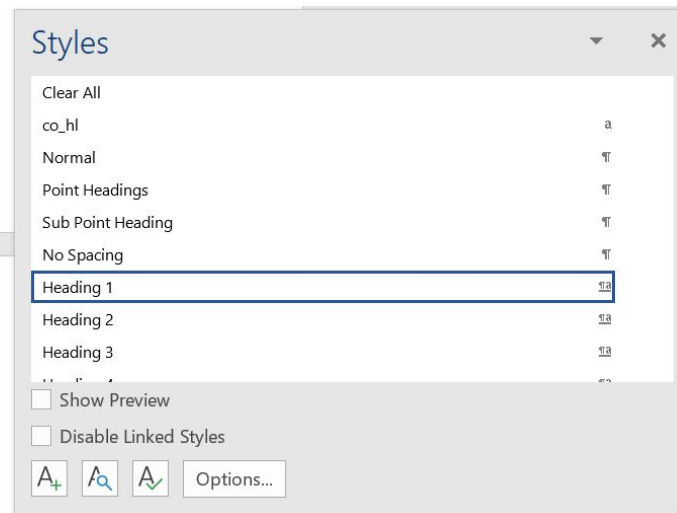 Styles
Clear All
co_hl a
Normal ¶
Point Headings ¶
Sub Point Heading ¶
No Spacing ¶
Heading 1 ¶a
Heading 2 ¶a
Heading 3 ¶a
Show Preview
Disable Linked Styles
Options...